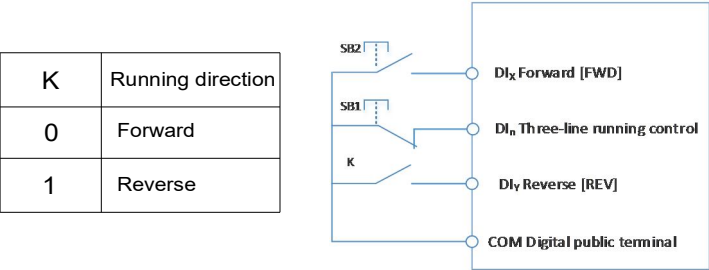 K Running direction
0 Forward
1 Reverse
SB2
DIx Forward [FWD]
SB1
DIn Three-line running control
K
DIY Reverse [REV]
COM Digital public terminal